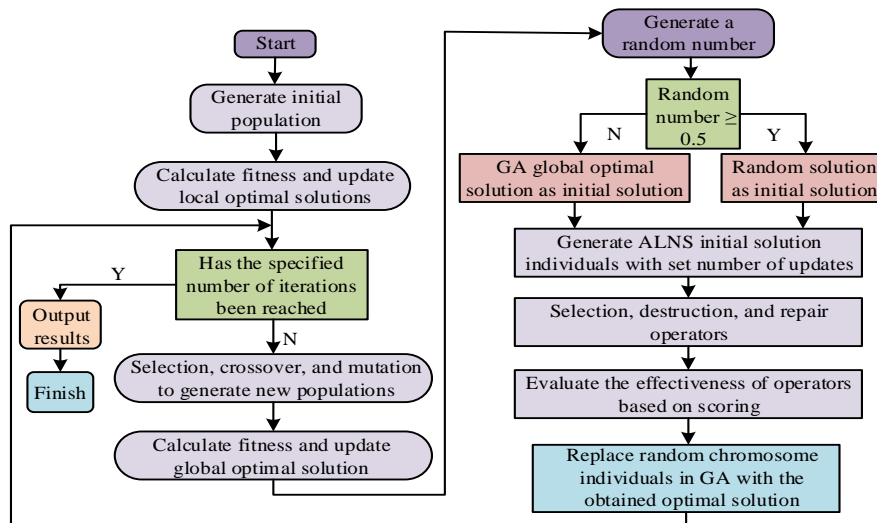 Start
Generate initial
population
Calculate fitness and update
local optimal solutions
Has the specified
number of iterations
been reached
Y
Output
results
Finish
N
Selection, crossover, and mutation
to generate new populations
Calculate fitness and update
global optimal solution
Generate a
random number
Random
number ≥
0.5
N
Y
GA global optimal
solution as initial solution
Random solution
as initial solution
Generate ALNS initial solution
individuals with set number of updates
Selection, destruction, and repair
operators
Evaluate the effectiveness of operators
based on scoring
Replace random chromosome
individuals in GA with the
obtained optimal solution